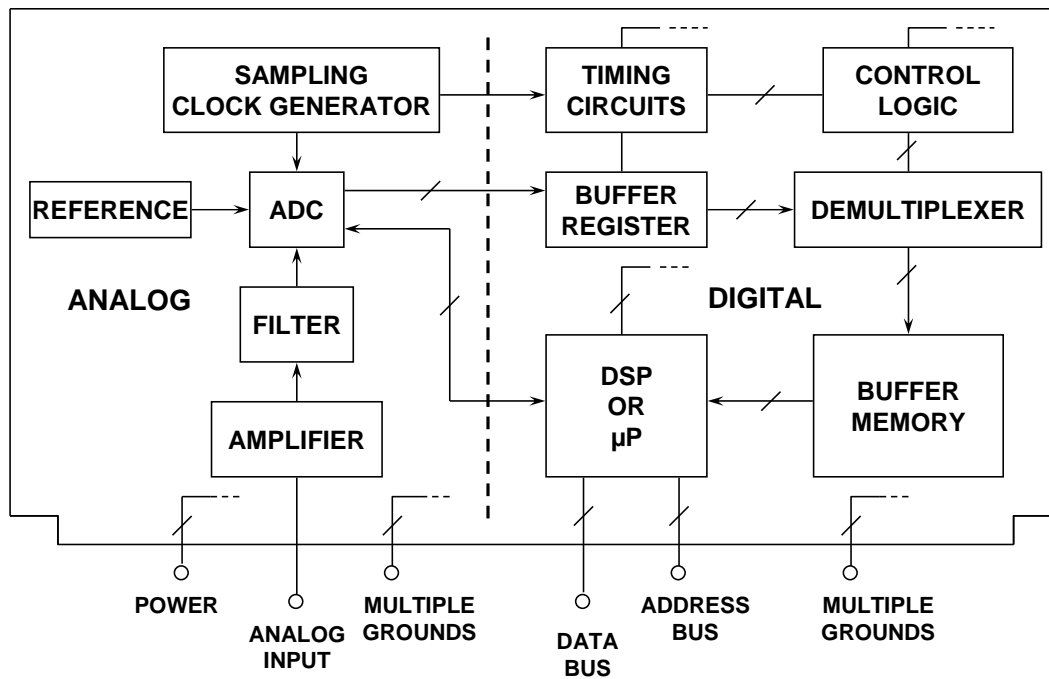 SAMPLING
CLOCK GENERATOR
TIMING
CIRCUITS
CONTROL
LOGIC
REFERENCE
ADC
BUFFER
REGISTER
DEMULTIPLEXER
ANALOG
DIGITAL
FILTER
DSP
OR
µP
BUFFER
MEMORY
AMPLIFIER
POWER
ANALOG
INPUT
MULTIPLE
GROUNDS
DATA
BUS
ADDRESS
BUS
MULTIPLE
GROUNDS